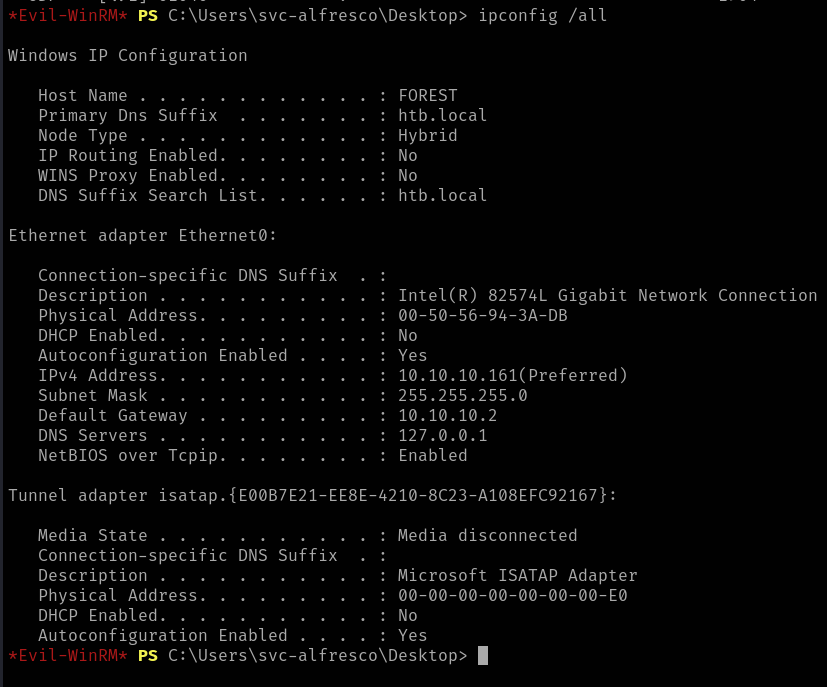 *Evil-WinRM* PS C:\Users\svc-alfresco\Desktop> ipconfig /all
Windows IP Configuration
Host Name . . . . . . . . . . . . : FOREST
Primary Dns Suffix  . . . . . . . : htb.local
Node Type . . . . . . . . . . . . : Hybrid
IP Routing Enabled. . . . . . . . : No
WINS Proxy Enabled. . . . . . . . : No
DNS Suffix Search List. . . . . . : htb.local
Ethernet adapter Ethernet0:
Connection-specific DNS Suffix  . :
Description . . . . . . . . . . . : Intel(R) 82574L Gigabit Network Connection
Physical Address. . . . . . . . . : 00-50-56-94-3A-DB
DHCP Enabled. . . . . . . . . . . : No
Autoconfiguration Enabled . . . . : Yes
IPv4 Address. . . . . . . . . . . : 10.10.10.161(Preferred)
Subnet Mask . . . . . . . . . . . : 255.255.255.0
Default Gateway . . . . . . . . . : 10.10.10.2
DNS Servers . . . . . . . . . . . : 127.0.0.1
NetBIOS over Tcpip. . . . . . . . : Enabled
Tunnel adapter isatap.{E00B7E21-EE8E-4210-8C23-A108EFC92167}:
Media State . . . . . . . . . . . : Media disconnected
Connection-specific DNS Suffix  . :
Description . . . . . . . . . . . : Microsoft ISATAP Adapter
Physical Address. . . . . . . . . : 00-00-00-00-00-00-00-E0
DHCP Enabled. . . . . . . . . . . : No
Autoconfiguration Enabled . . . . : Yes
*Evil-WinRM* PS C:\Users\svc-alfresco\Desktop>